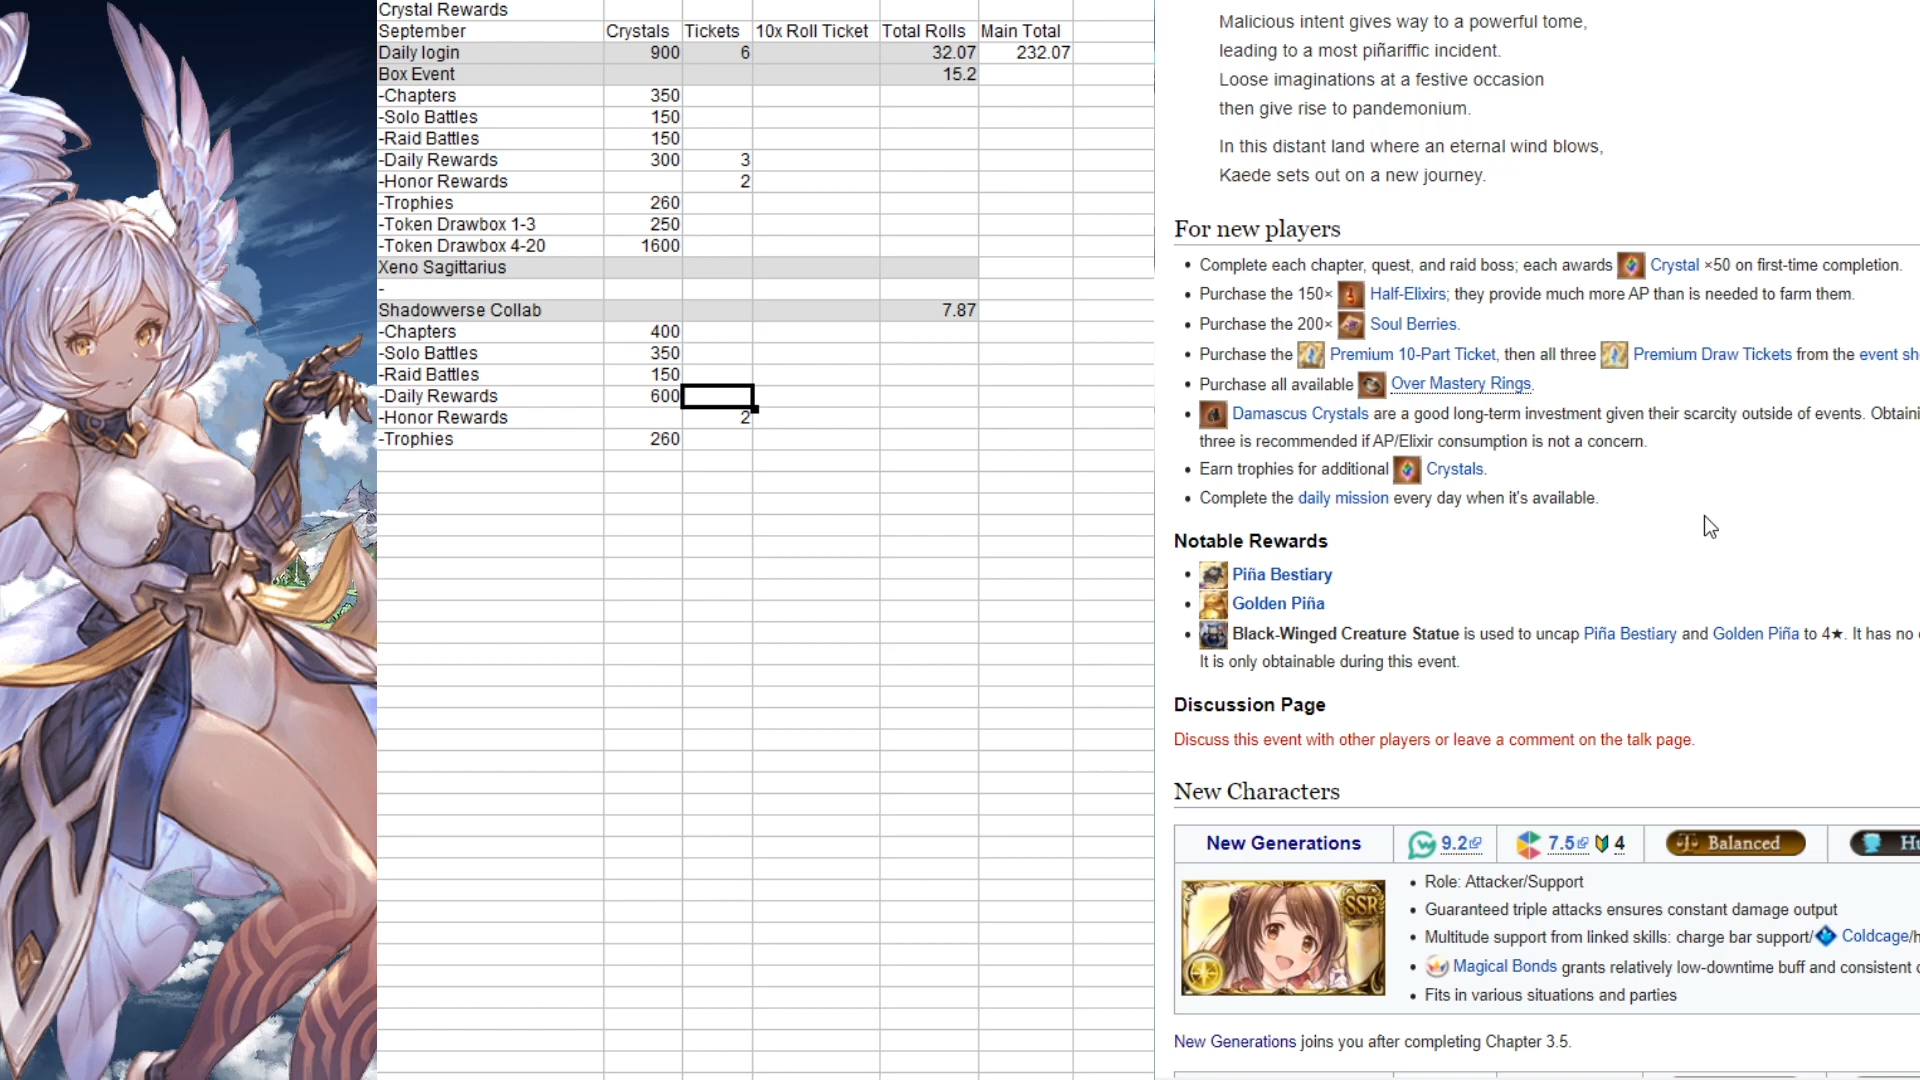 Crystal Rewards
September Crystals Tickets 10x Roll Ticket Total Rolls Main Total
Daily login 900 6 32.07 232.07
Box Event 15.2
-Chapters 350
-Solo Battles 150
-Raid Battles 150
-Daily Rewards 300 3
-Honor Rewards 2
-Trophies 260
-Token Drawbox 1-3 250
-Token Drawbox 4-20 1600
Xeno Sagittarius
-
Shadowverse Collab 7.87
-Chapters 400
-Solo Battles 350
-Raid Battles 150
-Daily Rewards 600
-Honor Rewards 2
-Trophies 260
Malicious intent gives way to a powerful tome,
leading to a most piñariffic incident.
Loose imaginations at a festive occasion
then give rise to pandemonium.
In this distant land where an eternal wind blows,
Kaede sets out on a new journey.
For new players
• Complete each chapter, quest, and raid boss; each awards Crystal ×50 on first-time completion.
• Purchase the 150× Half-Elixirs; they provide much more AP than is needed to farm them.
• Purchase the 200× Soul Berries.
• Purchase the Premium 10-Part Ticket, then all three Premium Draw Tickets from the event sh
• Purchase all available Over Mastery Rings.
• Damascus Crystals are a good long-term investment given their scarcity outside of events. Obtaini
three is recommended if AP/Elixir consumption is not a concern.
• Earn trophies for additional Crystals.
• Complete the daily mission every day when it's available.
Notable Rewards
• Piña Bestiary
• Golden Piña
• Black-Winged Creature Statue is used to uncap Piña Bestiary and Golden Piña to 4★. It has no
It is only obtainable during this event.
Discussion Page
Discuss this event with other players or leave a comment on the talk page.
New Characters
New Generations 9.2 7.5 4 Balanced Hu
SSR
• Role: Attacker/Support
• Guaranteed triple attacks ensures constant damage output
• Multitude support from linked skills: charge bar support/ Coldcage/h
• Magical Bonds grants relatively low-downtime buff and consistent
• Fits in various situations and parties
New Generations joins you after completing Chapter 3.5.